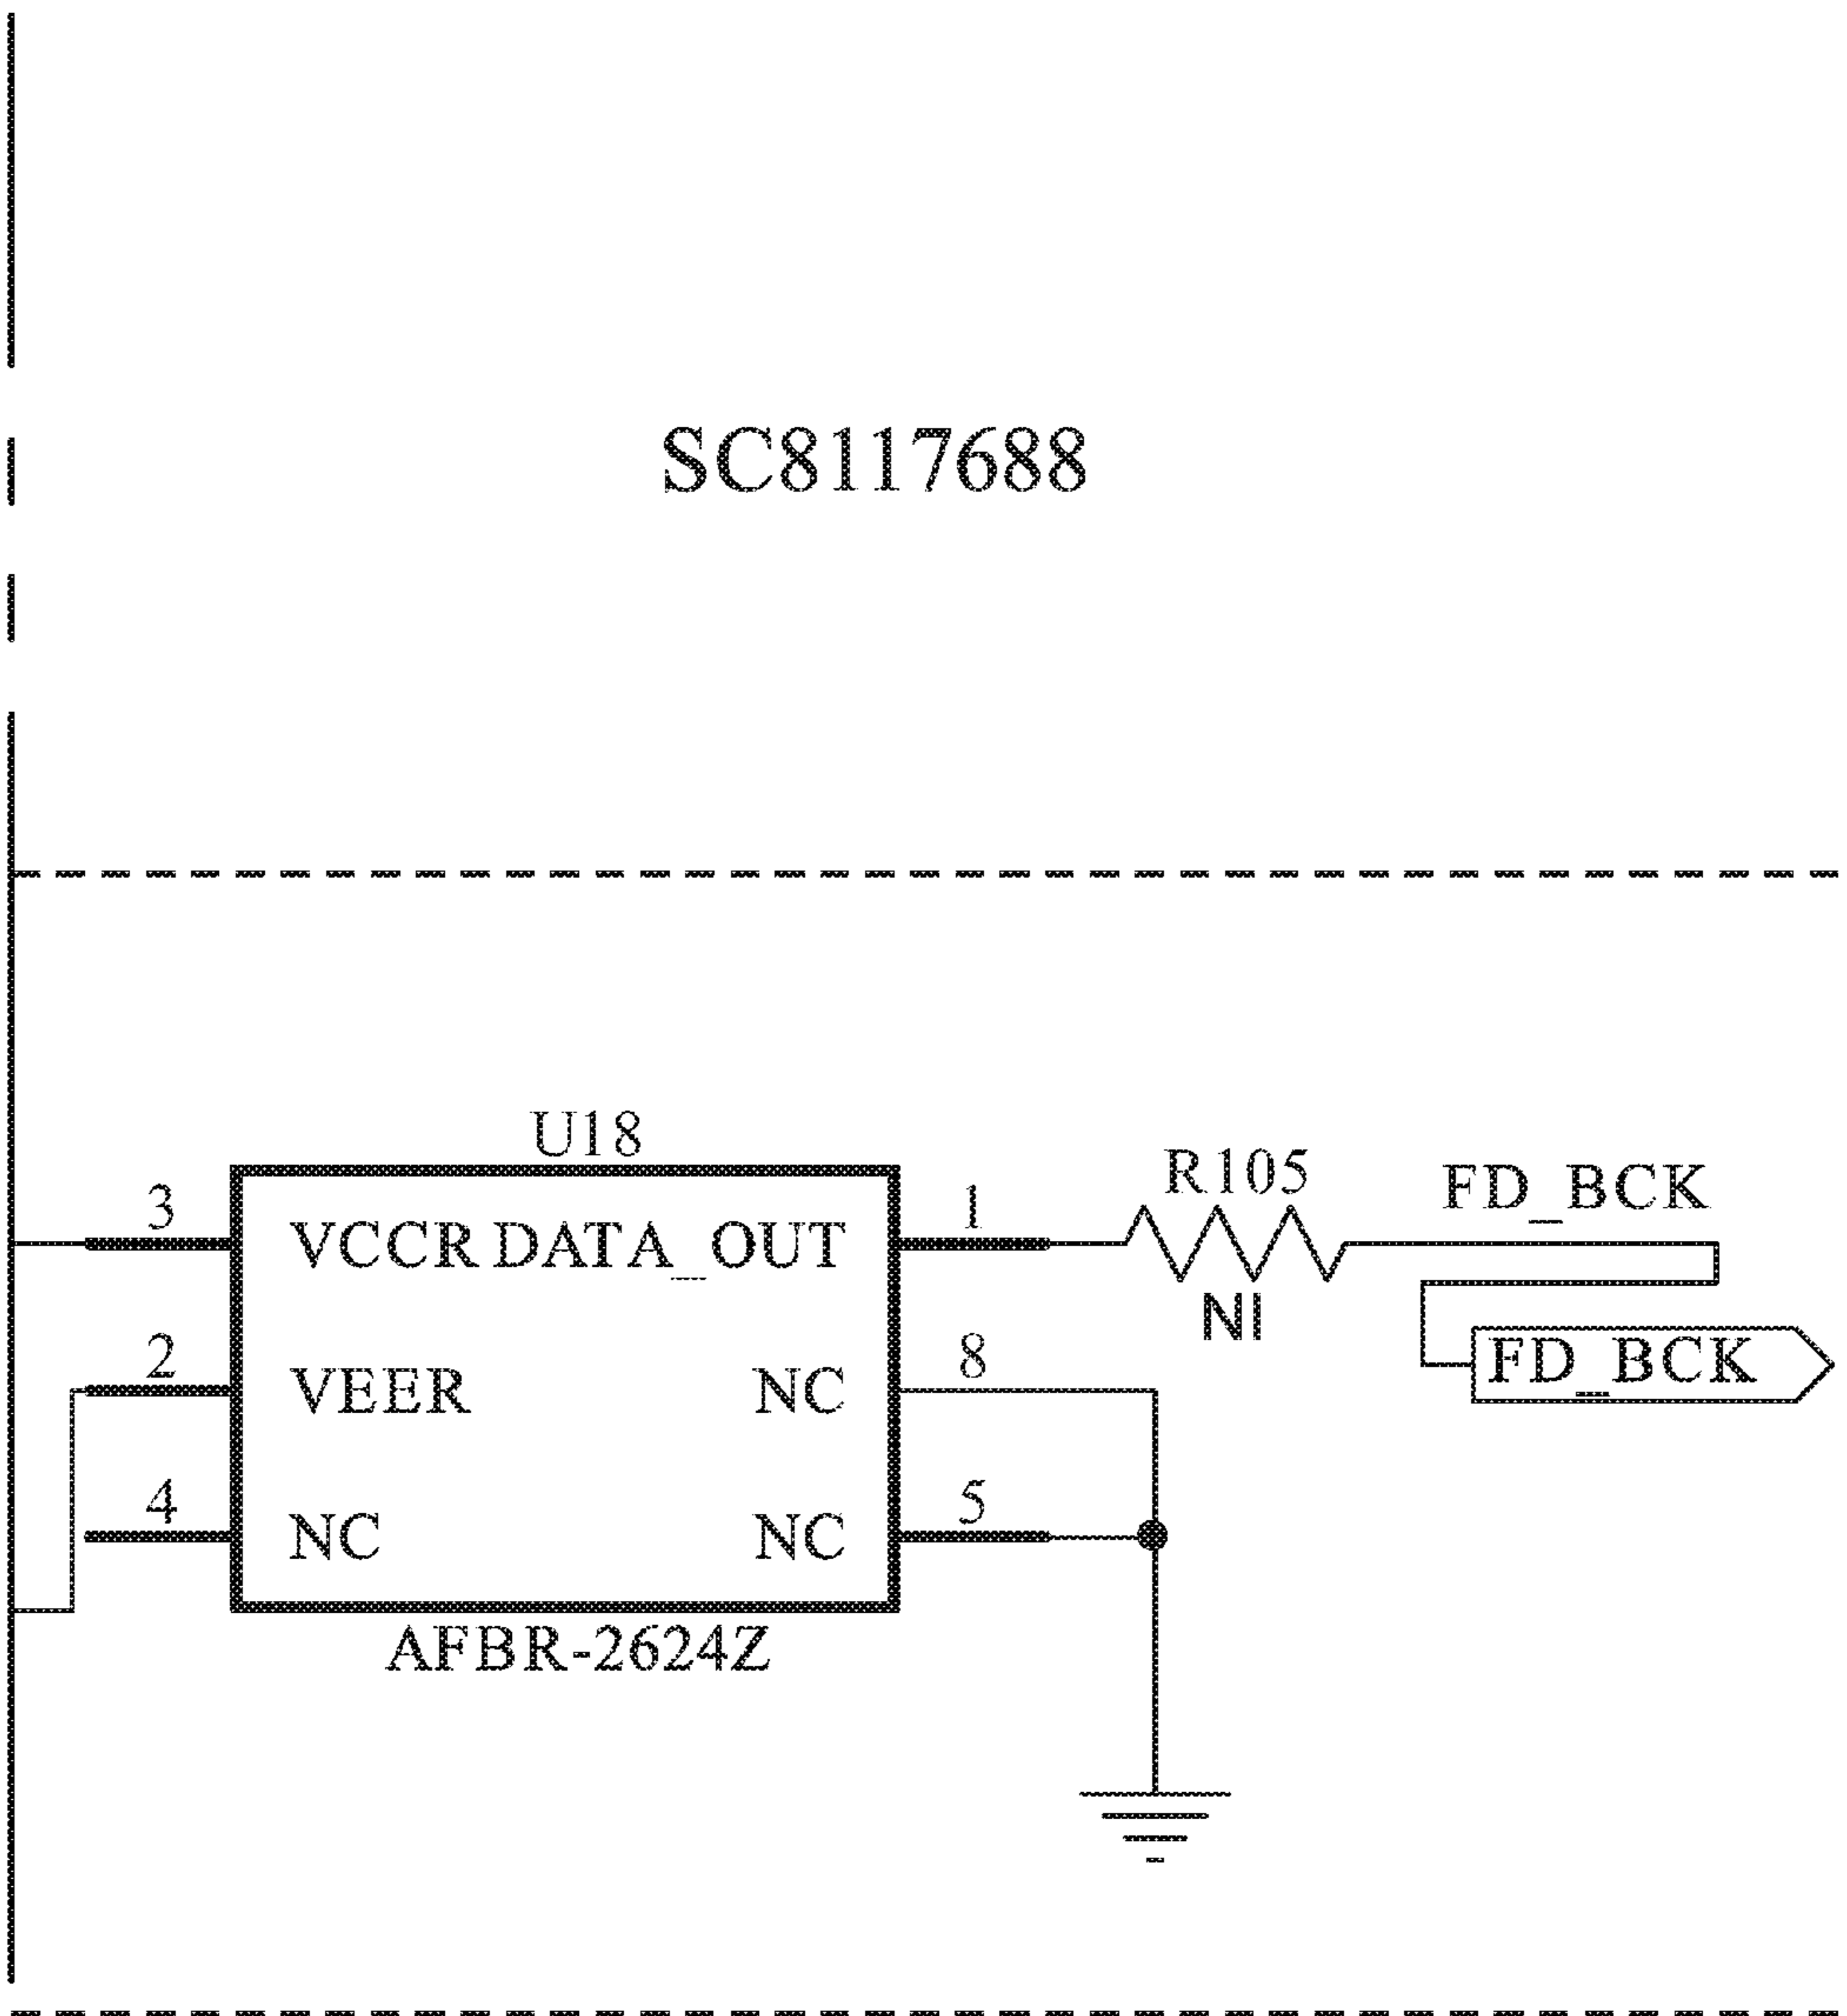 SC8117688
U18
R105
FD_BCK
3
VCCR DATA_OUT
1
NI
2
VEER
NC
8
FD_BCK
4
NC
NC
5
AFBR-2624Z